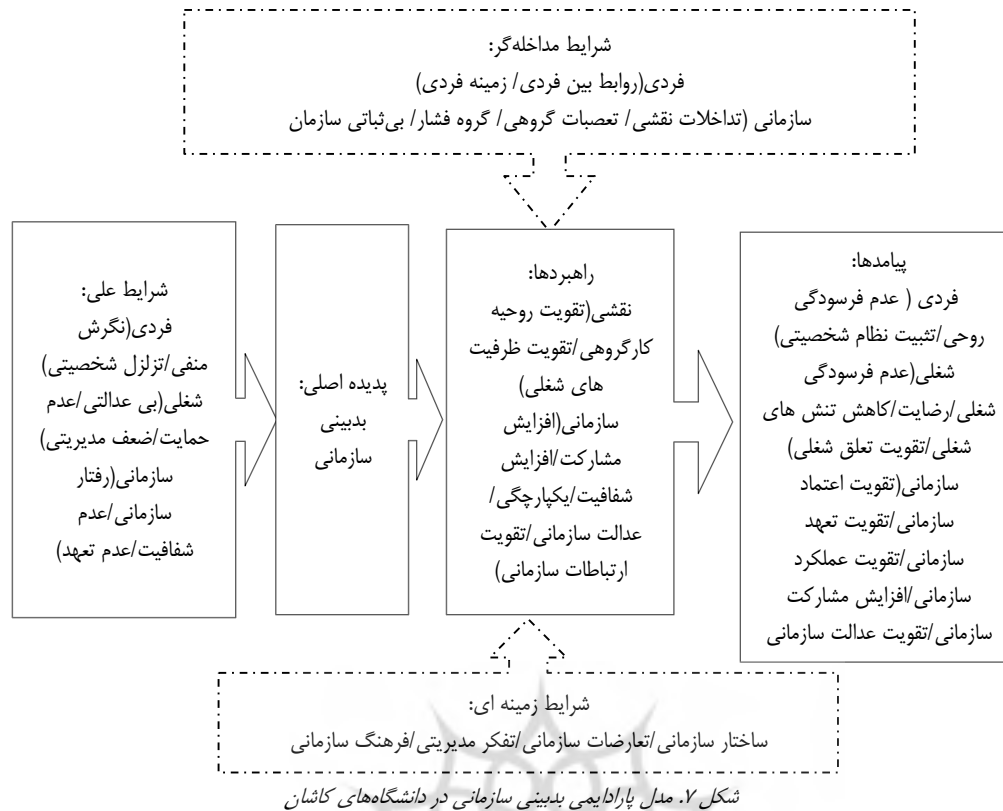 شرایط مداخله‌گر:
فردی(روابط بین فردی/ زمینه فردی)
سازمانی (تداخلات نقشی/ تعصبات گروهی/ گروه فشار/ بی‌ثباتی سازمان
شرایط علی:
فردی(نگرش
منفی/تزلزل شخصیتی)
شغلی(بی عدالتی/عدم
حمایت/ضعف مدیریتی)
سازمانی(رفتار
سازمانی/عدم
شفافیت/عدم تعهد)
پدیده اصلی:
بدبینی
سازمانی
راهبردها:
نقشی(تقویت روحیه
کارگروهی/تقویت ظرفیت
های شغلی)
سازمانی(افزایش
مشارکت/افزایش
شفافیت/یکپارچگی/
عدالت سازمانی/تقویت
ارتباطات سازمانی)
پیامدها:
فردی ( عدم فرسودگی
روحی/تثبیت نظام شخصیتی)
شغلی(عدم فرسودگی
شغلی/رضایت/کاهش تنش های
شغلی/تقویت تعلق شغلی)
سازمانی(تقویت اعتماد
سازمانی/تقویت تعهد
سازمانی/تقویت عملکرد
سازمانی/افزایش مشارکت
سازمانی/تقویت عدالت سازمانی
شرایط زمینه ای:
ساختار سازمانی/تعارضات سازمانی/تفکر مدیریتی/فرهنگ سازمانی
شکل ۷. مدل پارادایمی بدبینی سازمانی در دانشگاه‌های کاشان